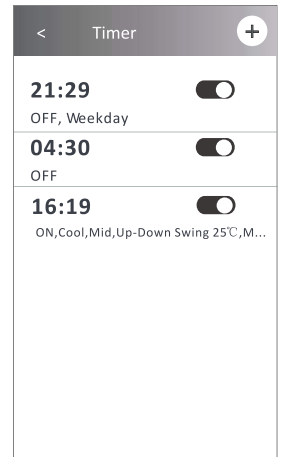 < Timer +
21:29
OFF, Weekday
04:30
OFF
16:19
ON,Cool,Mid,Up-Down Swing 25℃,M...